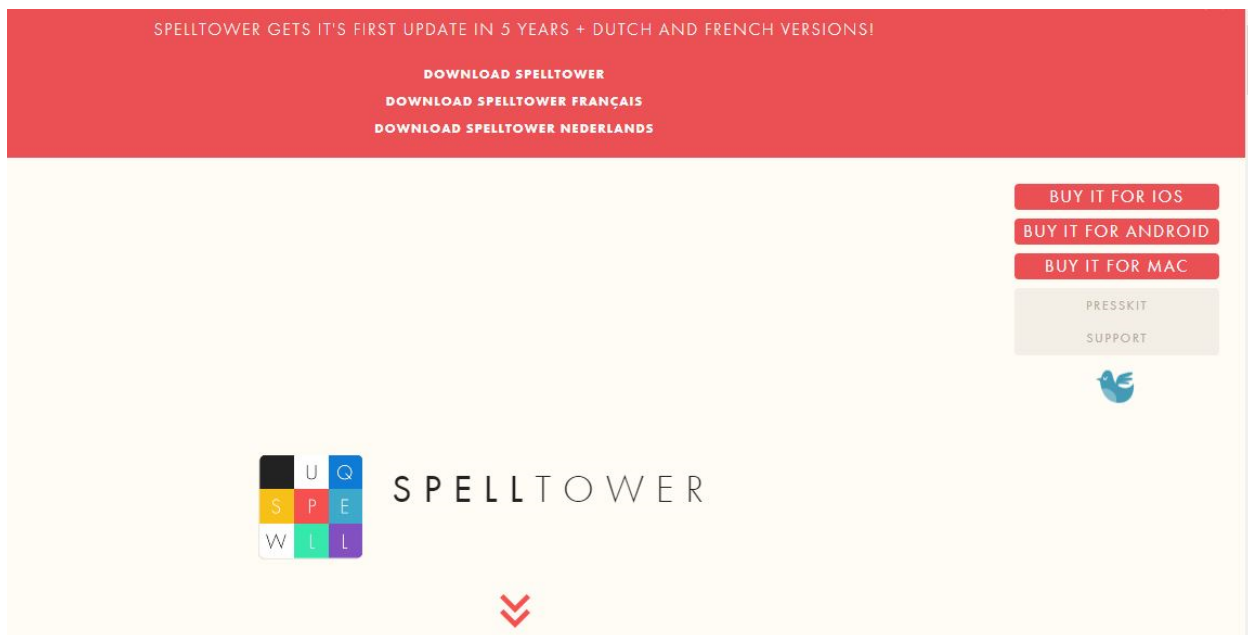 SPELLTOWER GETS IT'S FIRST UPDATE IN 5 YEARS + DUTCH AND FRENCH VERSIONS!
DOWNLOAD SPELLTOWER
DOWNLOAD SPELLTOWER FRANÇAIS
DOWNLOAD SPELLTOWER NEDERLANDS
BUY IT FOR IOS
BUY IT FOR ANDROID
BUY IT FOR MAC
PRESSKIT
SUPPORT
U Q
S P E
W L L
SPELLTOWER